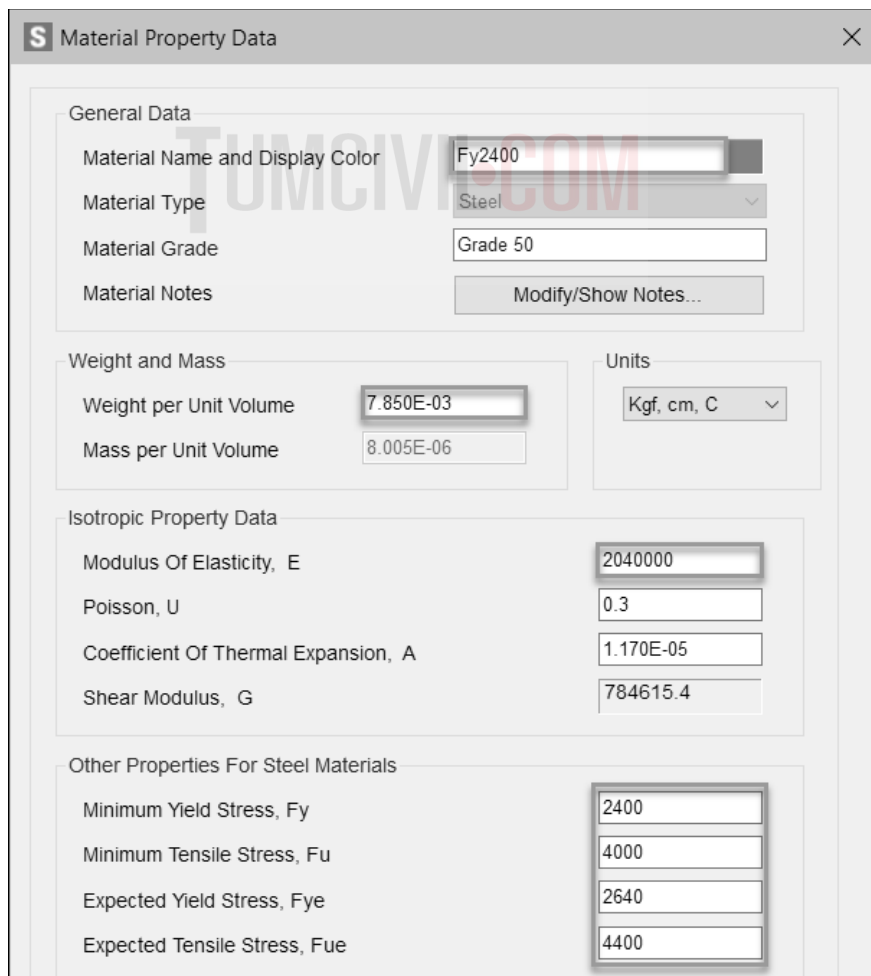 S Material Property Data
General Data
TUMCIVIL.COM
Material Name and Display Color Fy2400
Material Type Steel
Material Grade Grade 50
Material Notes Modify/Show Notes...
Weight and Mass
Weight per Unit Volume 7.850E-03
Mass per Unit Volume 8.005E-06
Units
Kgf, cm, C
Isotropic Property Data
Modulus Of Elasticity, E 2040000
Poisson, U 0.3
Coefficient Of Thermal Expansion, A 1.170E-05
Shear Modulus, G 784615.4
Other Properties For Steel Materials
Minimum Yield Stress, Fy 2400
Minimum Tensile Stress, Fu 4000
Expected Yield Stress, Fye 2640
Expected Tensile Stress, Fue 4400